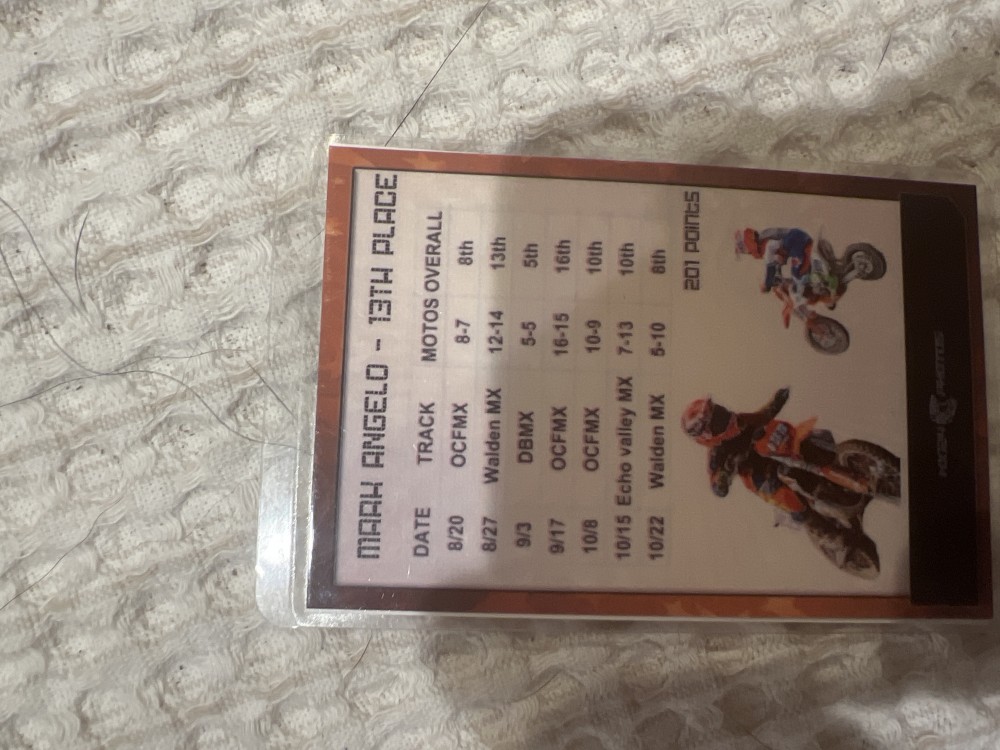 MARK ANGELO - 13TH PLACE
DATE TRACK MOTOS OVERALL
8/20 OCFMX 8-7 8th
8/27 Walden MX 12-14 13th
9/3 DBMX 5-5 5th
9/17 OCFMX 16-15 16th
10/8 OCFMX 10-9 10th
10/15 Echo valley MX 7-13 10th
10/22 Walden MX 5-10 8th
201 POINTS
PHOTOS